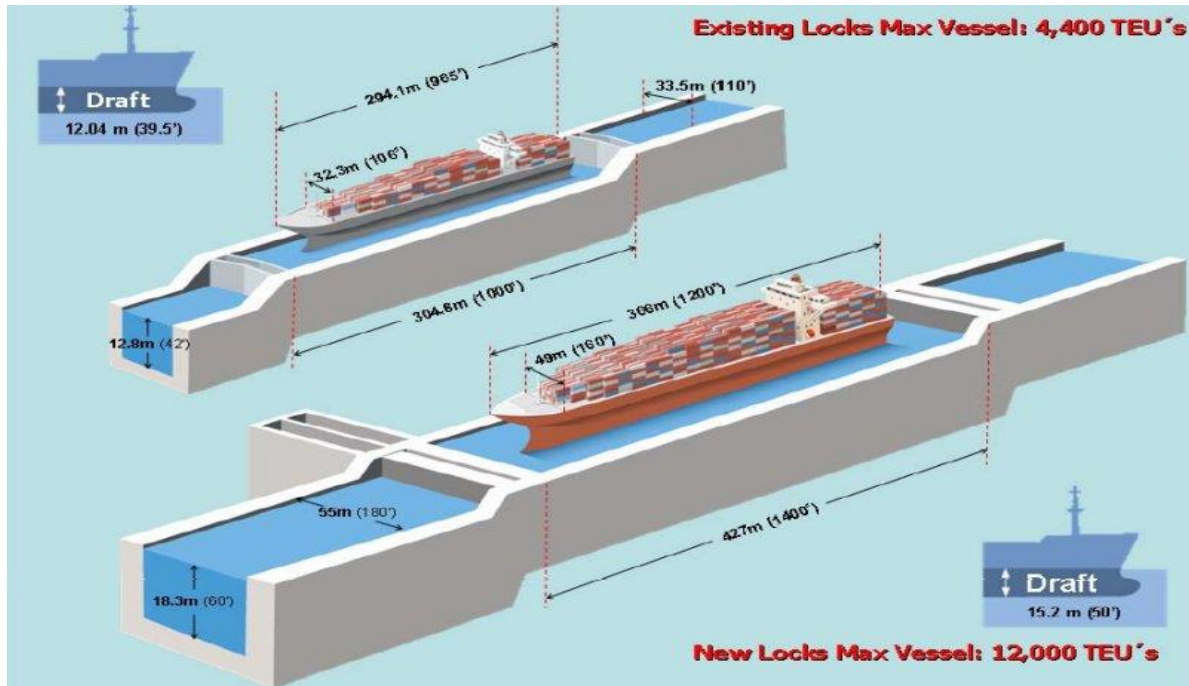 Existing Locks Max Vessel: 4,400 TEU´s
Draft
12.04 m (39.5')
294.1m (965')
33.5m (110')
32.3m (106')
304.8m (1000')
12.8m (42')
366m (1200')
49m (160')
55m (180')
427m (1400')
18.3m (60')
Draft
15.2 m (50')
New Locks Max Vessel: 12,000 TEU´s